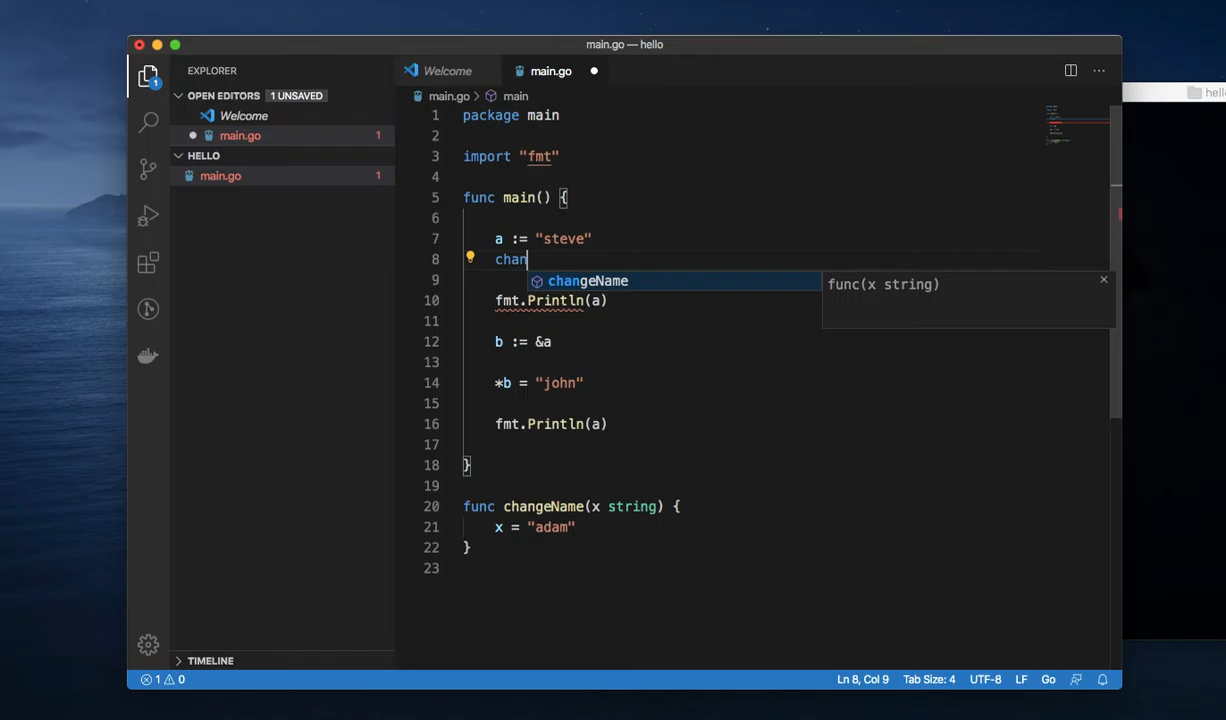 main.go — hello
EXPLORER
OPEN EDITORS 1 UNSAVED
Welcome
main.go 1
HELLO
main.go 1
TIMELINE
1
Welcome
main.go
main.go > main
1 package main
2
3 import "fmt"
4
5 func main() {
6
7 a := "steve"
8 chan
changeName
func(x string)
9
10 fmt.Println(a)
11
12 b := &a
13
14 *b = "john"
15
16 fmt.Println(a)
17
18 }
19
20 func changeName(x string) {
21 x = "adam"
22 }
23
1 0
Ln 8, Col 9 Tab Size: 4 UTF-8 LF Go